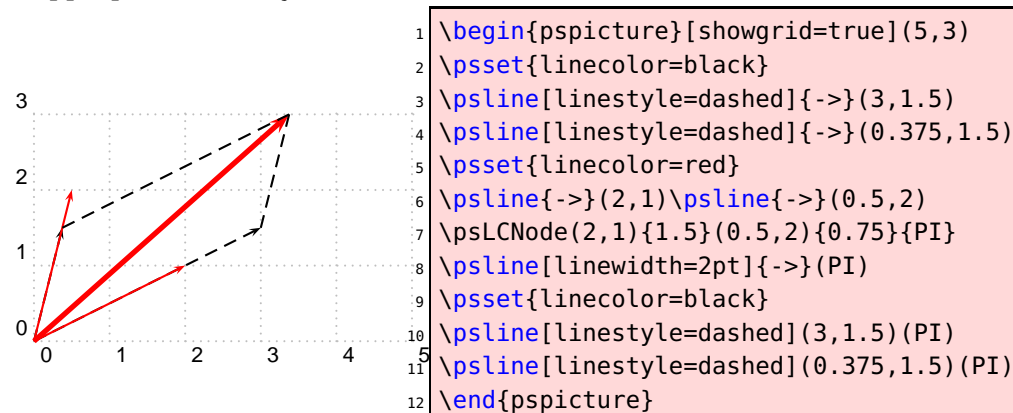 3
2
1
0
0 1 2 3 4 5
1 \begin{pspicture}[showgrid=true](5,3)
2 \psset{linecolor=black}
3 \psline[linestyle=dashed]{->}(3,1.5)
4 \psline[linestyle=dashed]{->}(0.375,1.5)
5 \psset{linecolor=red}
6 \psline{->}(2,1)\psline{->}(0.5,2)
7 \psLCNode(2,1){1.5}(0.5,2){0.75}{PI}
8 \psline[linewidth=2pt]{->}(PI)
9 \psset{linecolor=black}
10 \psline[linestyle=dashed](3,1.5)(PI)
11 \psline[linestyle=dashed](0.375,1.5)(PI)
12 \end{pspicture}